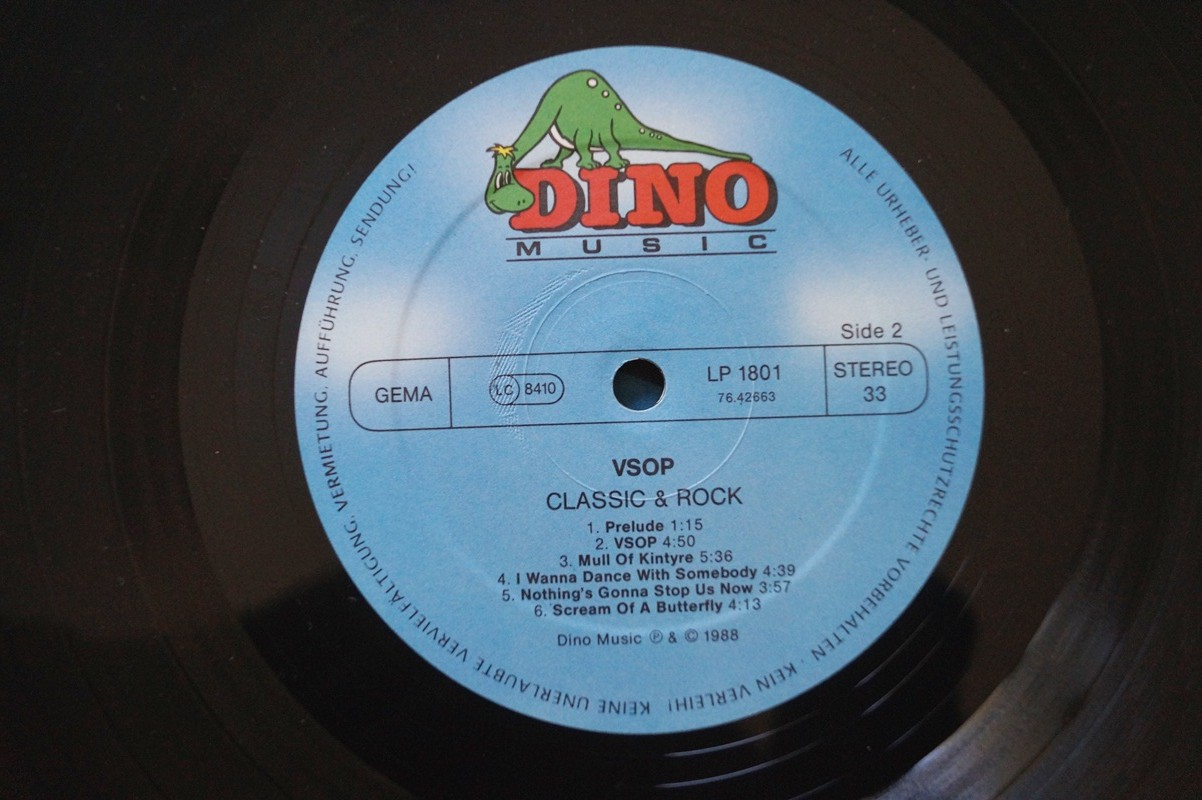 DINO
MUSIC
Side 2
GEMA
LC 8410
LP 1801
76.42663
STEREO
33
VSOP
CLASSIC & ROCK
1. Prelude 1:15
2. VSOP 4:50
3. Mull Of Kintyre 5:36
4. I Wanna Dance With Somebody 4:39
5. Nothing's Gonna Stop Us Now 3:57
6. Scream Of A Butterfly 4:13
Dino Music ℗ & © 1988
ALLE URHEBER- UND LEISTUNGSSCHUTZRECHTE VORBEHALTEN · KEIN VERLEIH! KEINE UNERLAUBTE VERVIELFÄLTIGUNG, VERMIETUNG, AUFFÜHRUNG, SENDUNG!